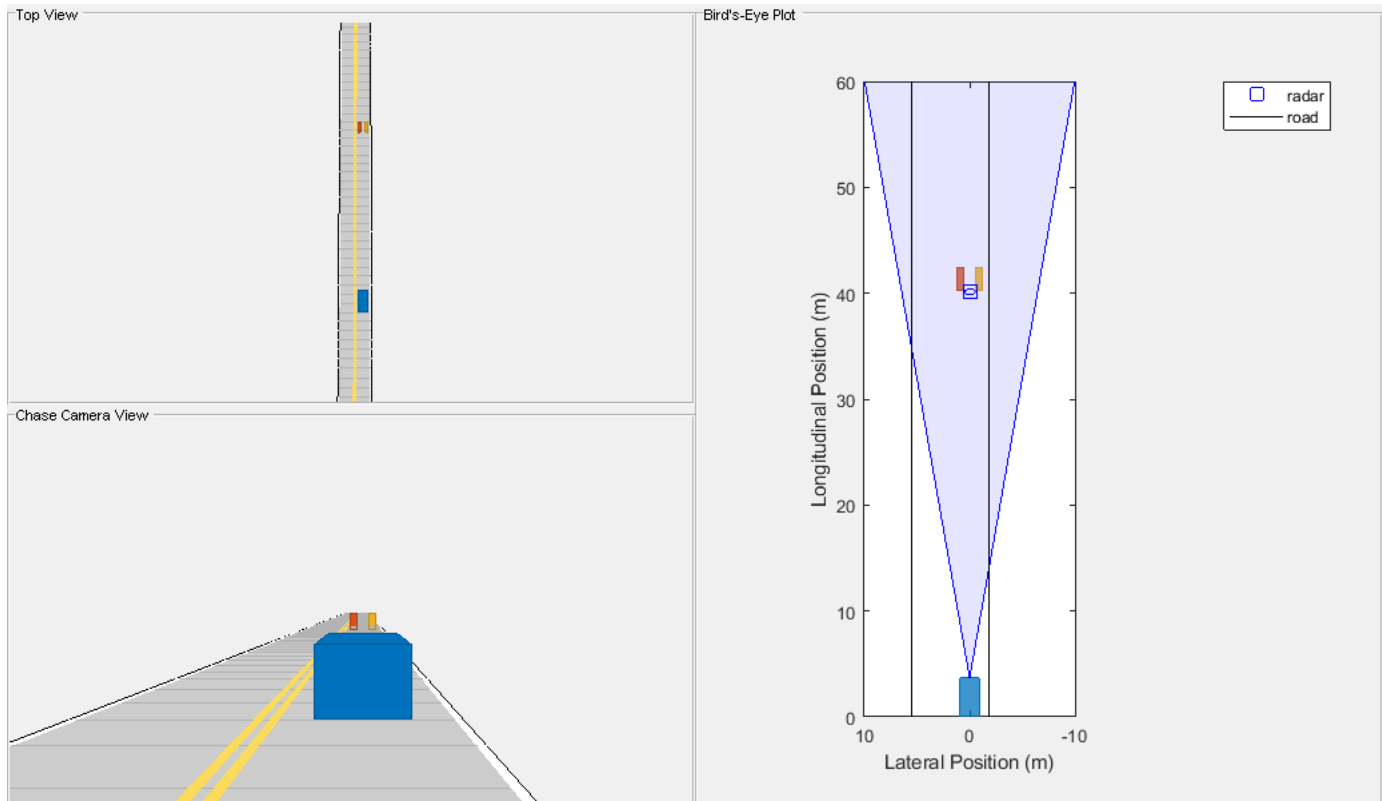 Top View
Chase Camera View
Bird's-Eye Plot
60
50
40
30
20
10
0
10
0
-10
Longitudinal Position (m)
Lateral Position (m)
radar
road